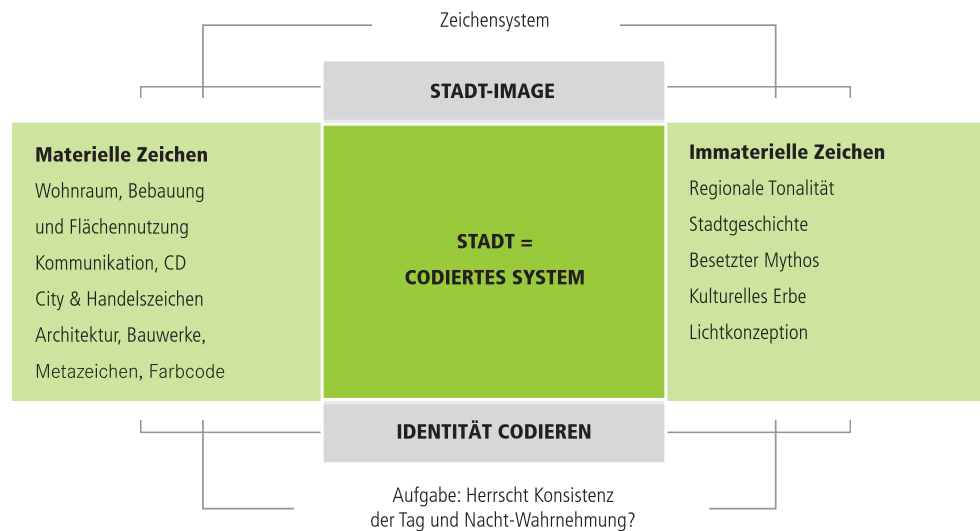 Zeichensystem
STADT-IMAGE
Materielle Zeichen
Wohnraum, Bebauung
und Flächennutzung
Kommunikation, CD
City & Handelszeichen
Architektur, Bauwerke,
Metazeichen, Farbcode
STADT =
CODIERTES SYSTEM
Immaterielle Zeichen
Regionale Tonalität
Stadtgeschichte
Besetzter Mythos
Kulturelles Erbe
Lichtkonzeption
IDENTITÄT CODIEREN
Aufgabe: Herrscht Konsistenz
der Tag und Nacht-Wahrnehmung?